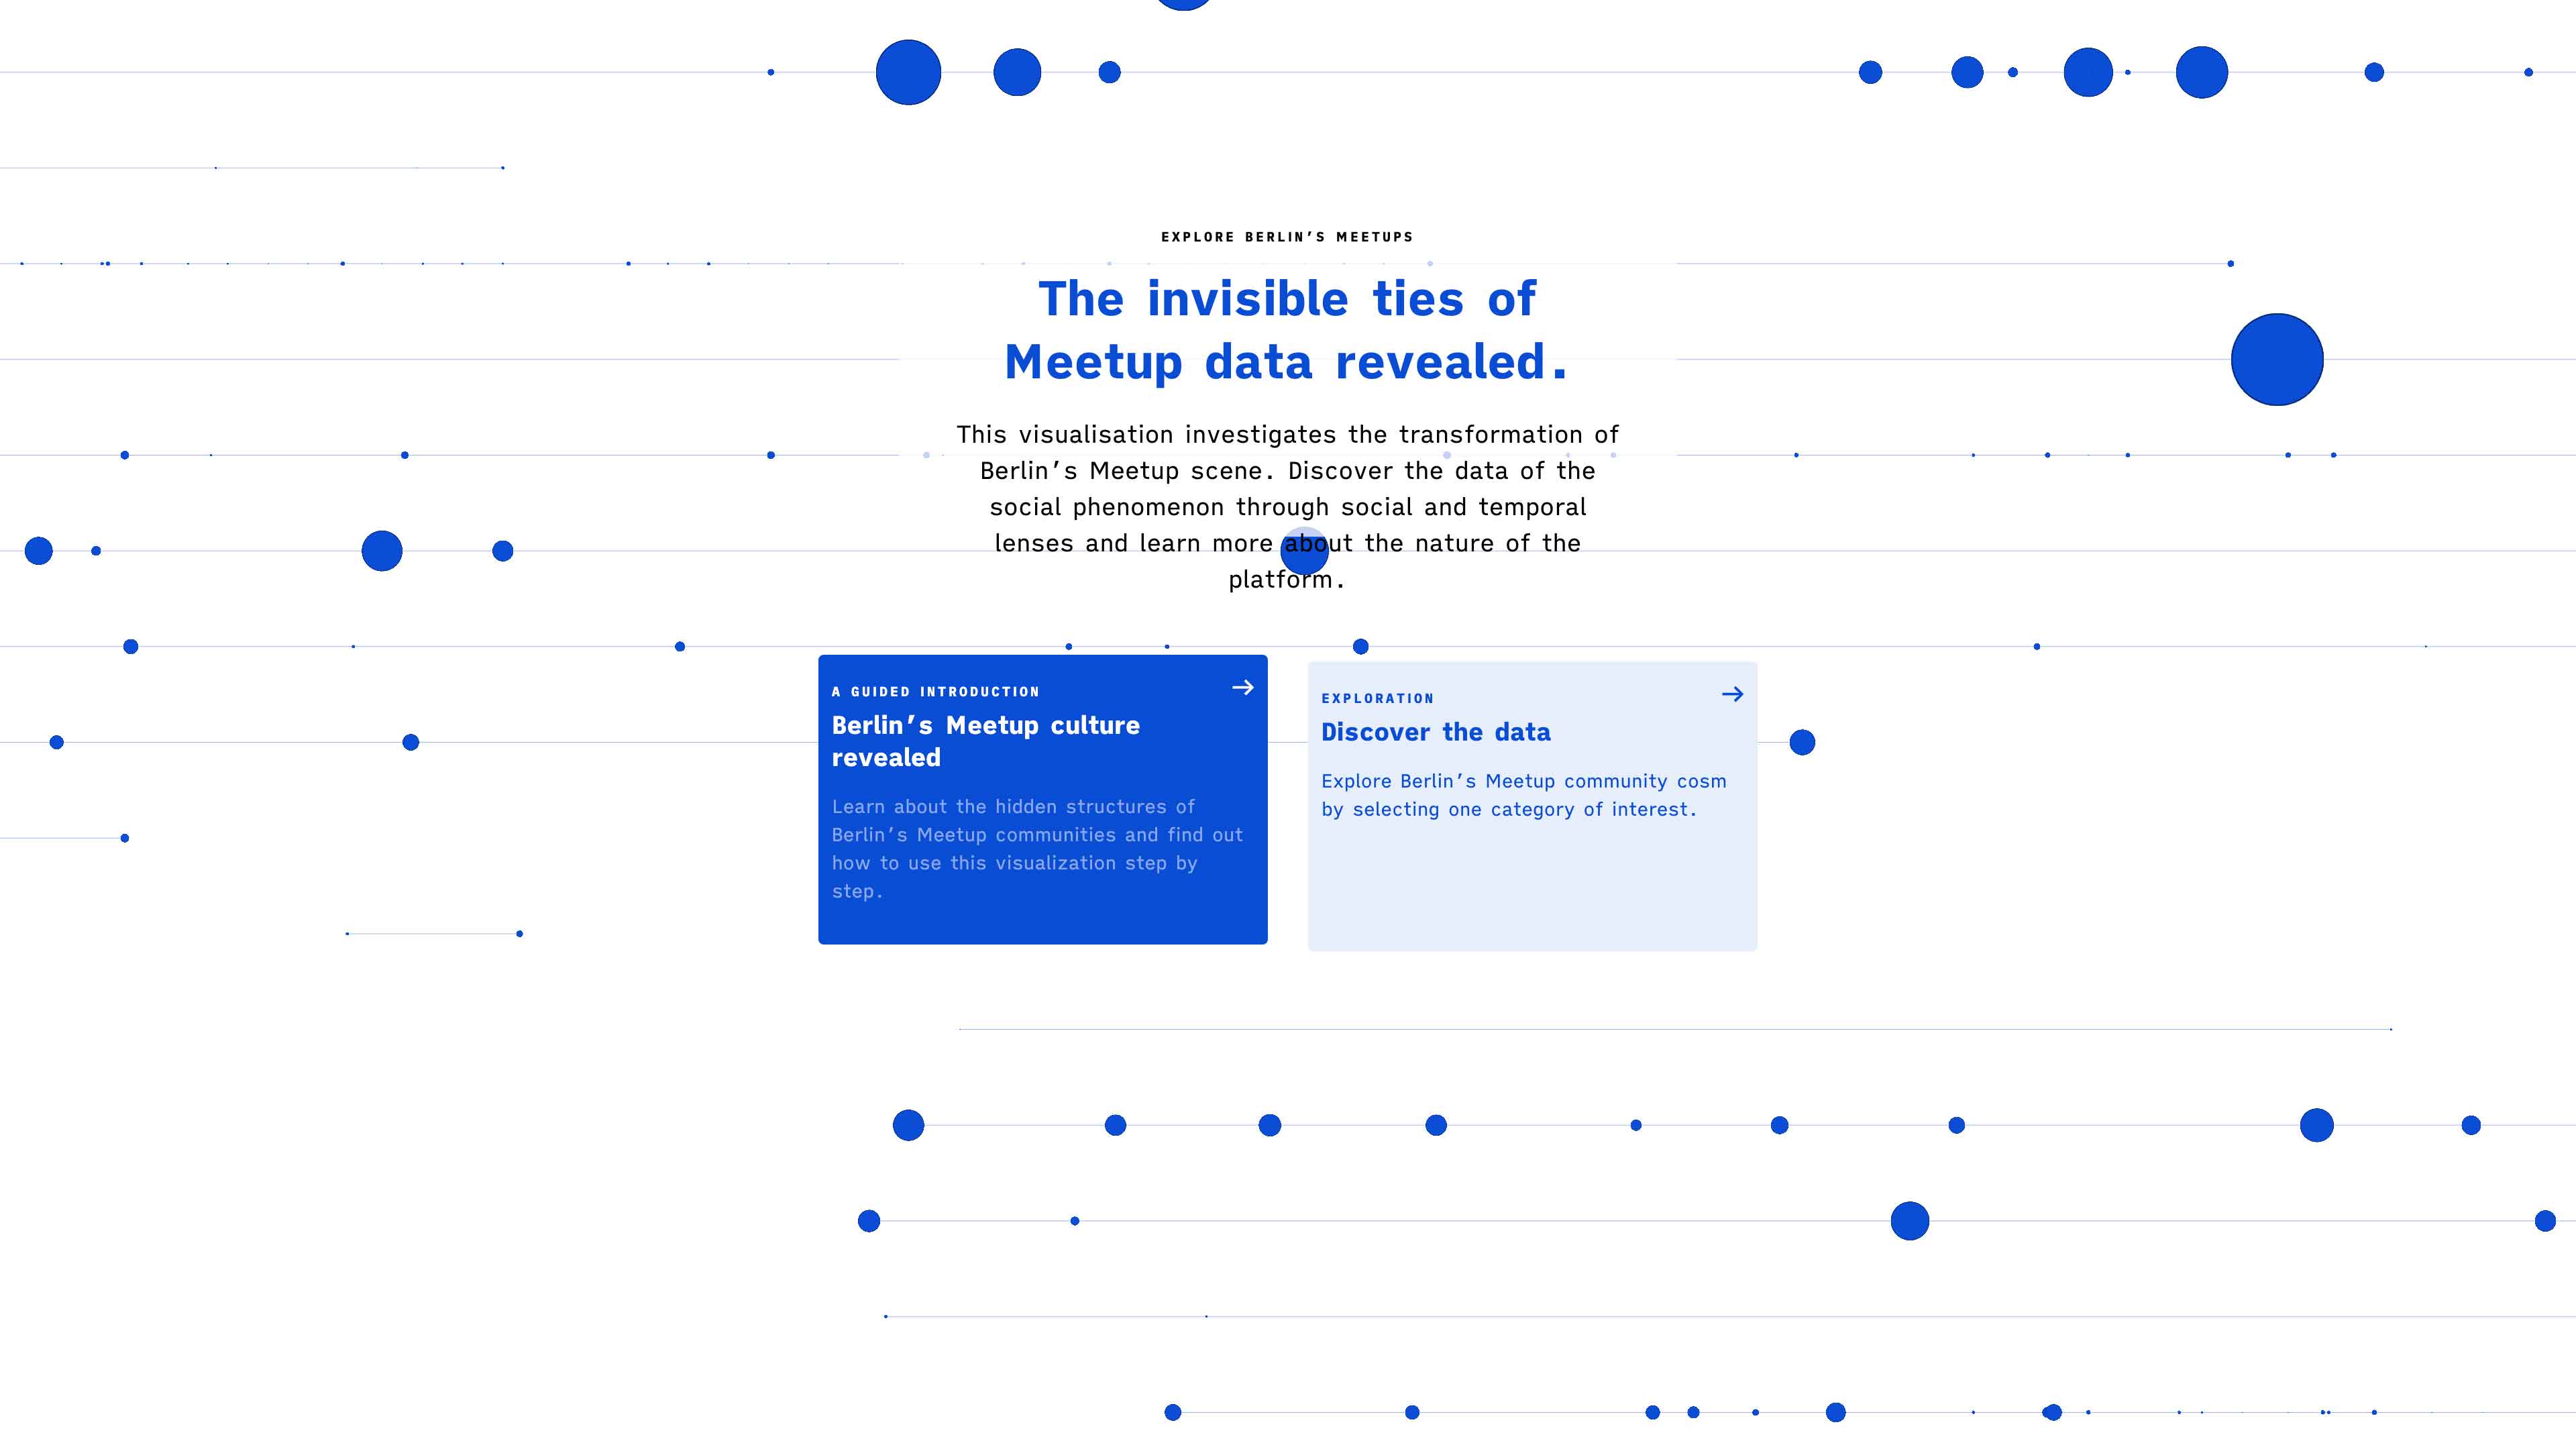 EXPLORE BERLIN’S MEETUPS
The invisible ties of
Meetup data revealed.
This visualisation investigates the transformation of
Berlin’s Meetup scene. Discover the data of the
social phenomenon through social and temporal
lenses and learn more about the nature of the
platform.
A GUIDED INTRODUCTION
Berlin’s Meetup culture
revealed
Learn about the hidden structures of
Berlin’s Meetup communities and find out
how to use this visualization step by
step.
EXPLORATION
Discover the data
Explore Berlin’s Meetup community cosm
by selecting one category of interest.